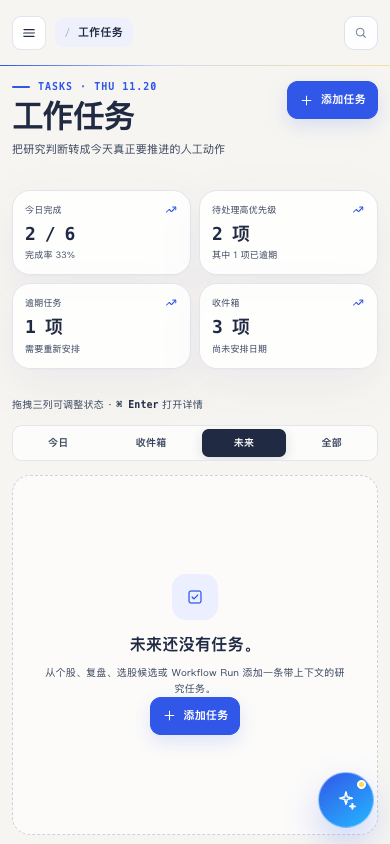 / 工作任务
TASKS · THU 11.20
工作任务
添加任务
把研究判断转成今天真正要推进的人工动作
今日完成
2 / 6
完成率 33%
待处理高优先级
2 项
其中 1 项已逾期
逾期任务
1 项
需要重新安排
收件箱
3 项
尚未安排日期
拖拽三列可调整状态 · ⌘ Enter 打开详情
今日
收件箱
未来
全部
未来还没有任务。
从个股、复盘、选股候选或 Workflow Run 添加一条带上下文的研
究任务。
添加任务